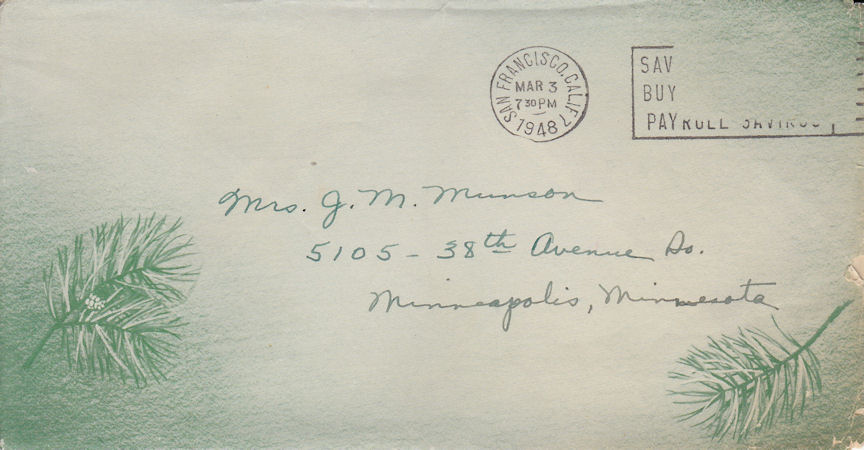 SAN FRANCISCO, CALIF.
MAR 3
7 30 PM
1948
SAV
BUY
PAYROLL SAVINGS
Mrs. J. M. Munson
5105 - 38th Avenue So.
Minneapolis, Minnesota